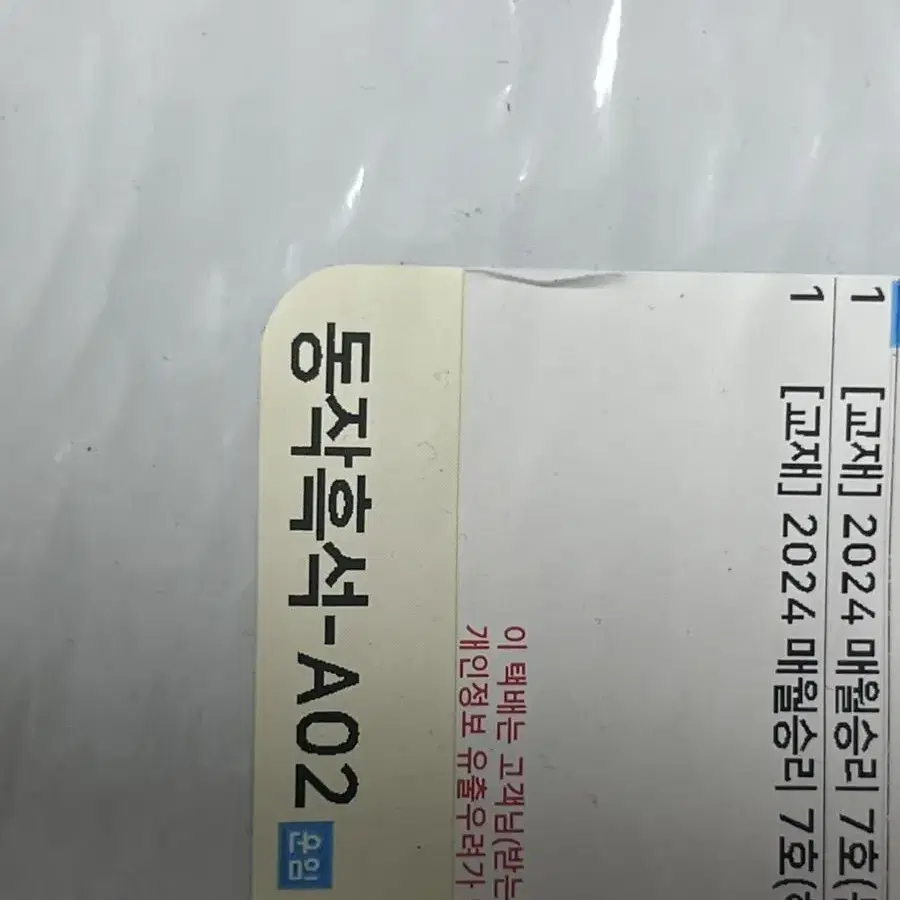 1 [교재] 2024 매월승리 7호(
1 [교재] 2024 매월승리 7호(
이 택배는 고객님(받는
개인정보 유출우려가
동작흑석-A02
운임